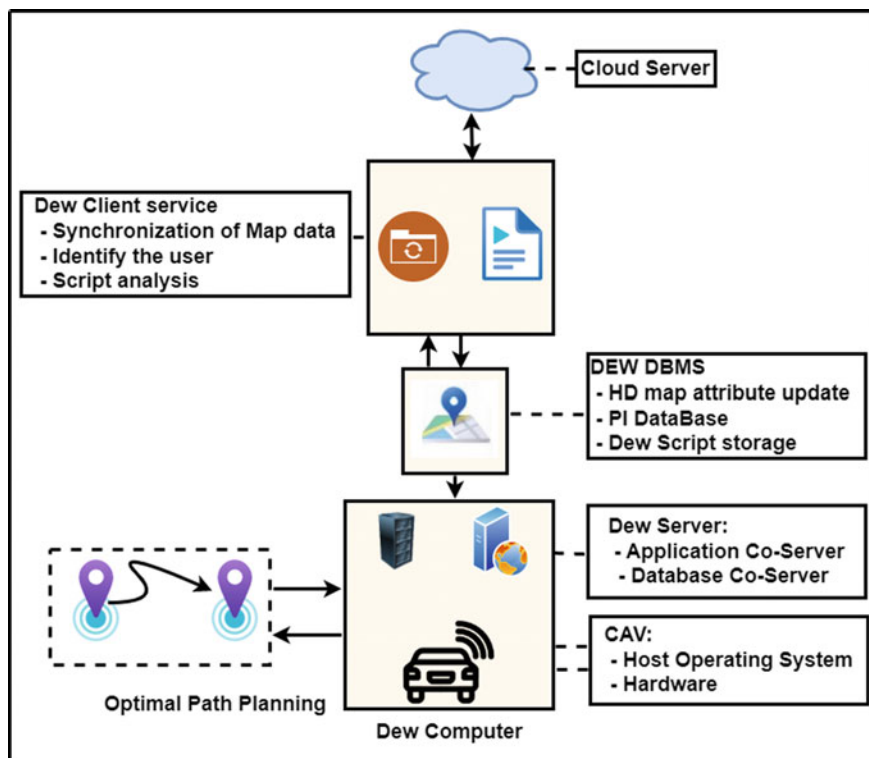 Cloud Server
Dew Client service
- Synchronization of Map data
- Identify the user
- Script analysis
DEW DBMS
- HD map attribute update
- PI DataBase
- Dew Script storage
Dew Server:
- Application Co-Server
- Database Co-Server
CAV:
- Host Operating System
- Hardware
Optimal Path Planning
Dew Computer